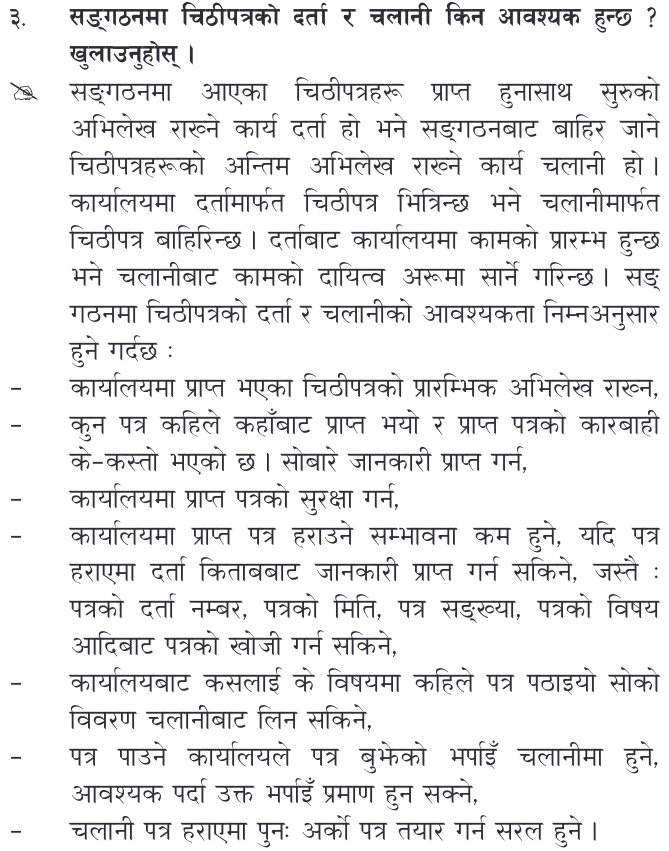 ३. सङ्गठनमा चिठीपत्रको दर्ता र चलानी किन आवश्यक हुन्छ ?
खुलाउनुहोस् ।
सङ्गठनमा आएका चिठीपत्रहरू प्राप्त हुनासाथ सुरुको
अभिलेख राख्ने कार्य दर्ता हो भने सङ्गठनबाट बाहिर जाने
चिठीपत्रहरूको अन्तिम अभिलेख राख्ने कार्य चलानी हो ।
कार्यालयमा दर्तामार्फत चिठीपत्र भित्रिन्छ भने चलानीमार्फत
चिठीपत्र बाहिरिन्छ । दर्ताबाट कार्यालयमा कामको प्रारम्भ हुन्छ
भने चलानीबाट कामको दायित्व अरूमा सार्ने गरिन्छ । सङ्
गठनमा चिठीपत्रको दर्ता र चलानीको आवश्यकता निम्नअनुसार
हुने गर्दछ :
– कार्यालयमा प्राप्त भएका चिठीपत्रको प्रारम्भिक अभिलेख राख्न,
– कुन पत्र कहिले कहाँबाट प्राप्त भयो र प्राप्त पत्रको कारबाही
के-कस्तो भएको छ । सोबारे जानकारी प्राप्त गर्न,
– कार्यालयमा प्राप्त पत्रको सुरक्षा गर्न,
– कार्यालयमा प्राप्त पत्र हराउने सम्भावना कम हुने, यदि पत्र
हराएमा दर्ता किताबबाट जानकारी प्राप्त गर्न सकिने, जस्तै :
पत्रको दर्ता नम्बर, पत्रको मिति, पत्र सङ्ख्या, पत्रको विषय
आदिबाट पत्रको खोजी गर्न सकिने,
– कार्यालयबाट कसलाई के विषयमा कहिले पत्र पठाइयो सोको
विवरण चलानीबाट लिन सकिने,
– पत्र पाउने कार्यालयले पत्र बुझेको भर्पाइँ चलानीमा हुने,
आवश्यक पर्दा उक्त भर्पाइँ प्रमाण हुन सक्ने,
– चलानी पत्र हराएमा पुनः अर्को पत्र तयार गर्न सरल हुने ।